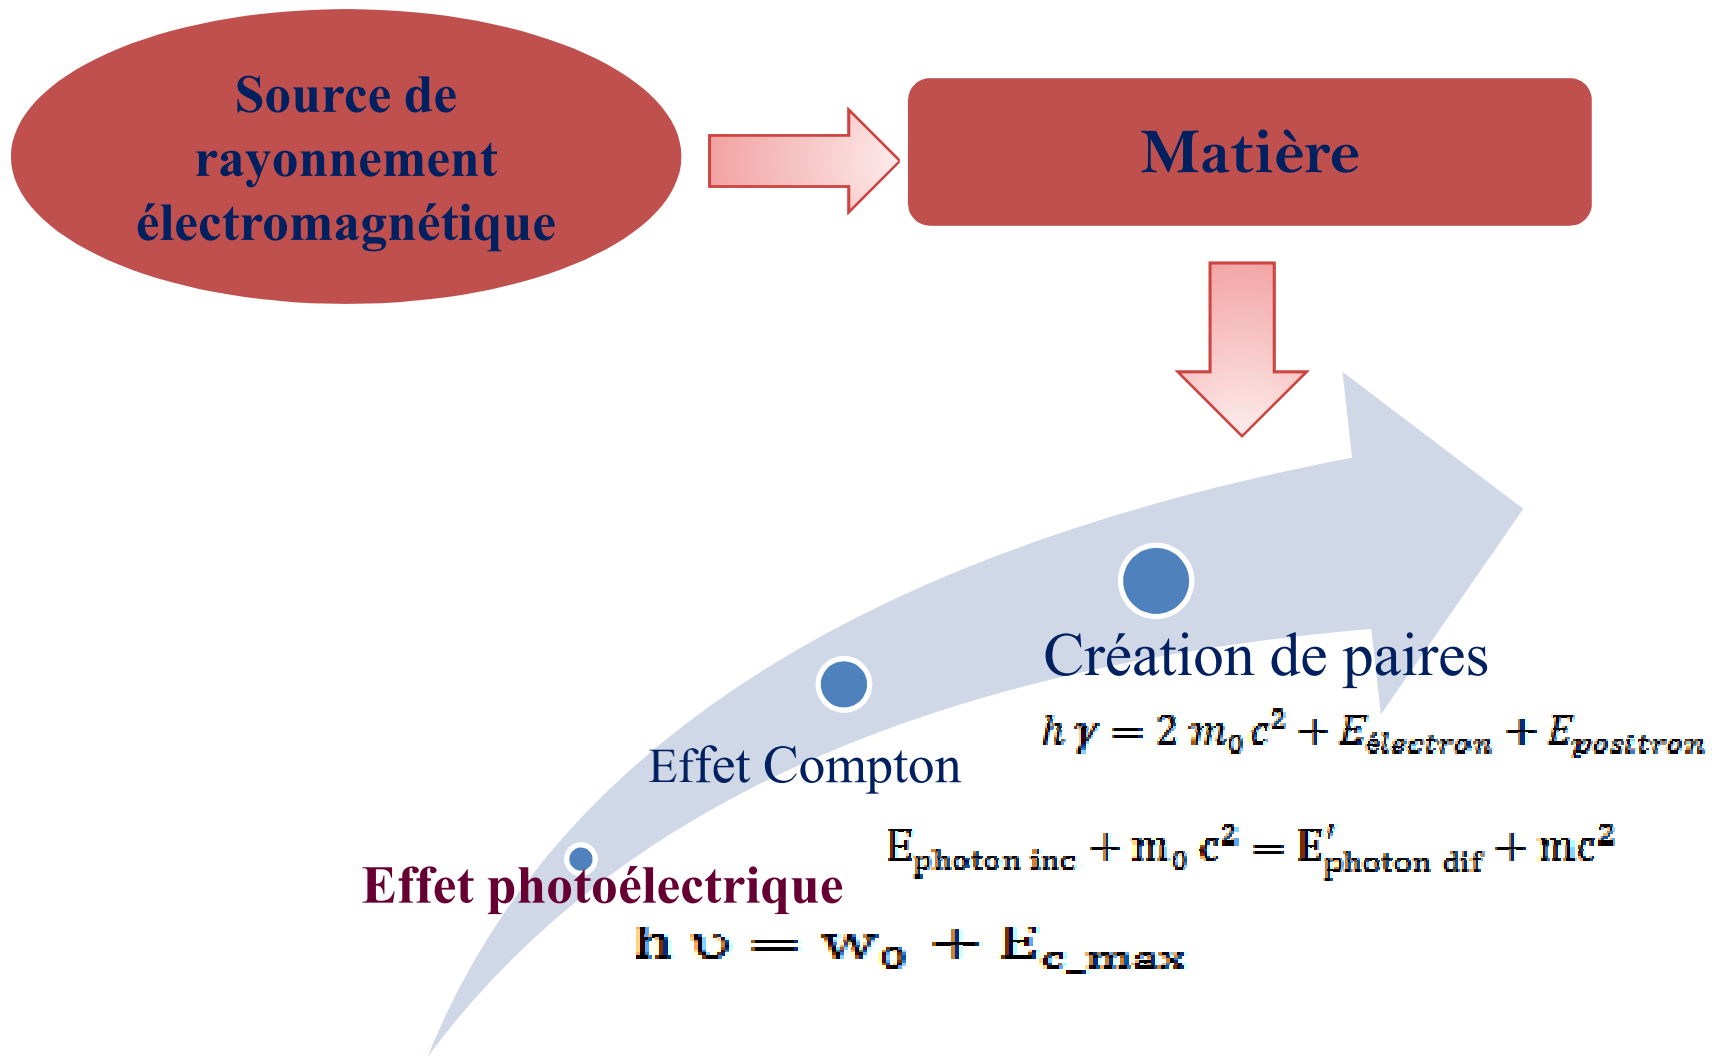 Source de
rayonnement
électromagnétique
Matière
Création de paires
h γ = 2 m₀ c² + E_électron + E_positron
Effet Compton
E_photon inc + m₀ c² = E′_photon dif + mc²
Effet photoélectrique
h υ = w₀ + E_c_max